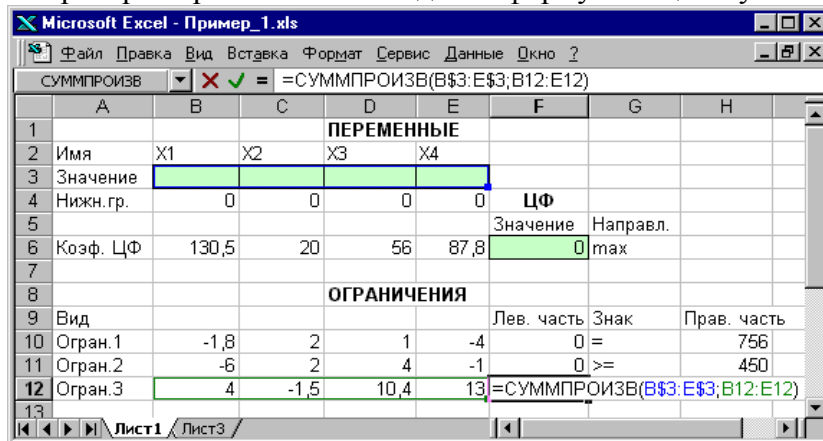 Microsoft Excel - Пример_1.xls
Файл Правка Вид Вставка Формат Сервис Данные Окно ?
СУММПРОИЗВ = =СУММПРОИЗВ(B$3:E$3;B12:E12)
A B C D E F G H
1 ПЕРЕМЕННЫЕ
2 Имя X1 X2 X3 X4
3 Значение
4 Нижн.гр. 0 0 0 0 ЦФ
5 Значение Направл.
6 Коэф. ЦФ 130,5 20 56 87,8 0 max
7
8 ОГРАНИЧЕНИЯ
9 Вид Лев. часть Знак Прав. часть
10 Огран.1 -1,8 2 1 -4 0 = 756
11 Огран.2 -6 2 4 -1 0 >= 450
12 Огран.3 4 -1,5 10,4 13 =СУММПРОИЗВ(B$3:E$3;B12:E12)
13
Лист1 Лист3